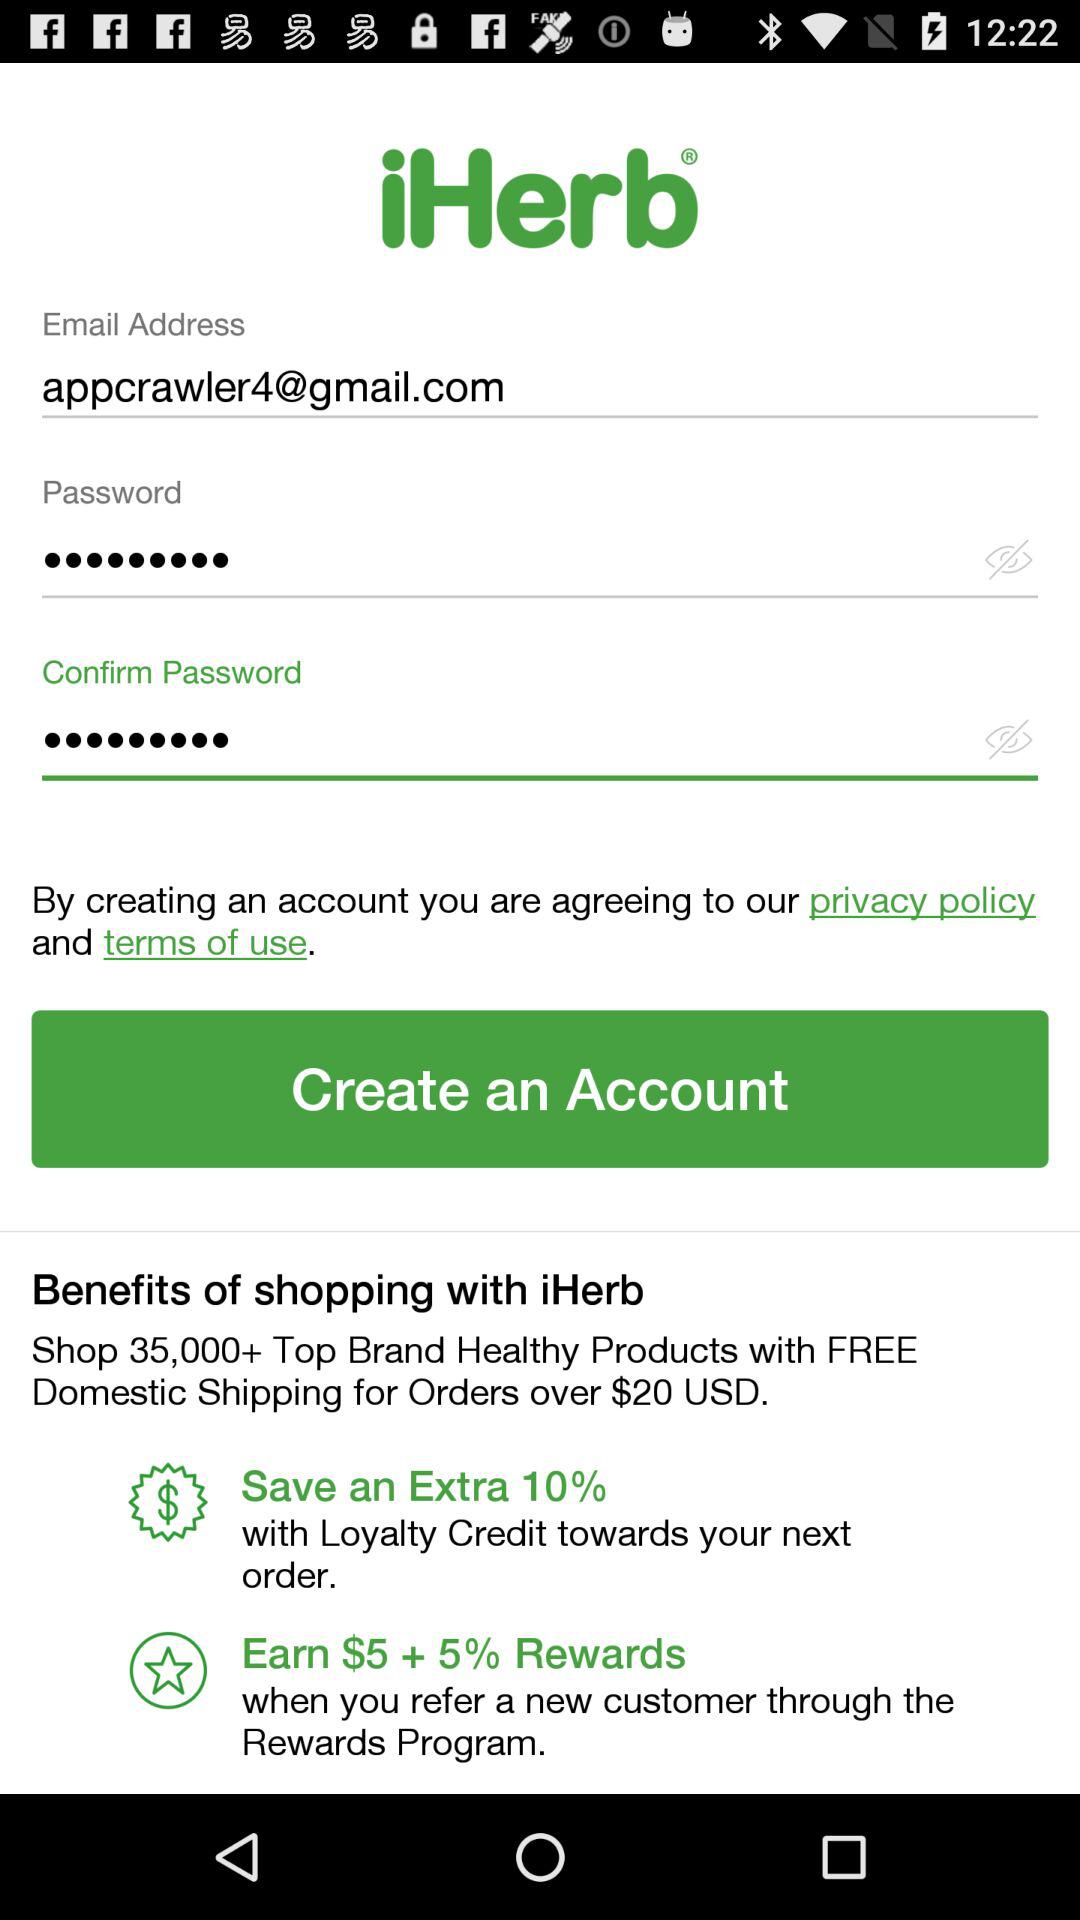 FAKE
12:22
iHerb®
Email Address
appcrawler4@gmail.com
Password
•••••••••
Confirm Password
•••••••••
By creating an account you are agreeing to our privacy policy
and terms of use.
Create an Account
Benefits of shopping with iHerb
Shop 35,000+ Top Brand Healthy Products with FREE
Domestic Shipping for Orders over $20 USD.
Save an Extra 10%
with Loyalty Credit towards your next
order.
Earn $5 + 5% Rewards
when you refer a new customer through the
Rewards Program.